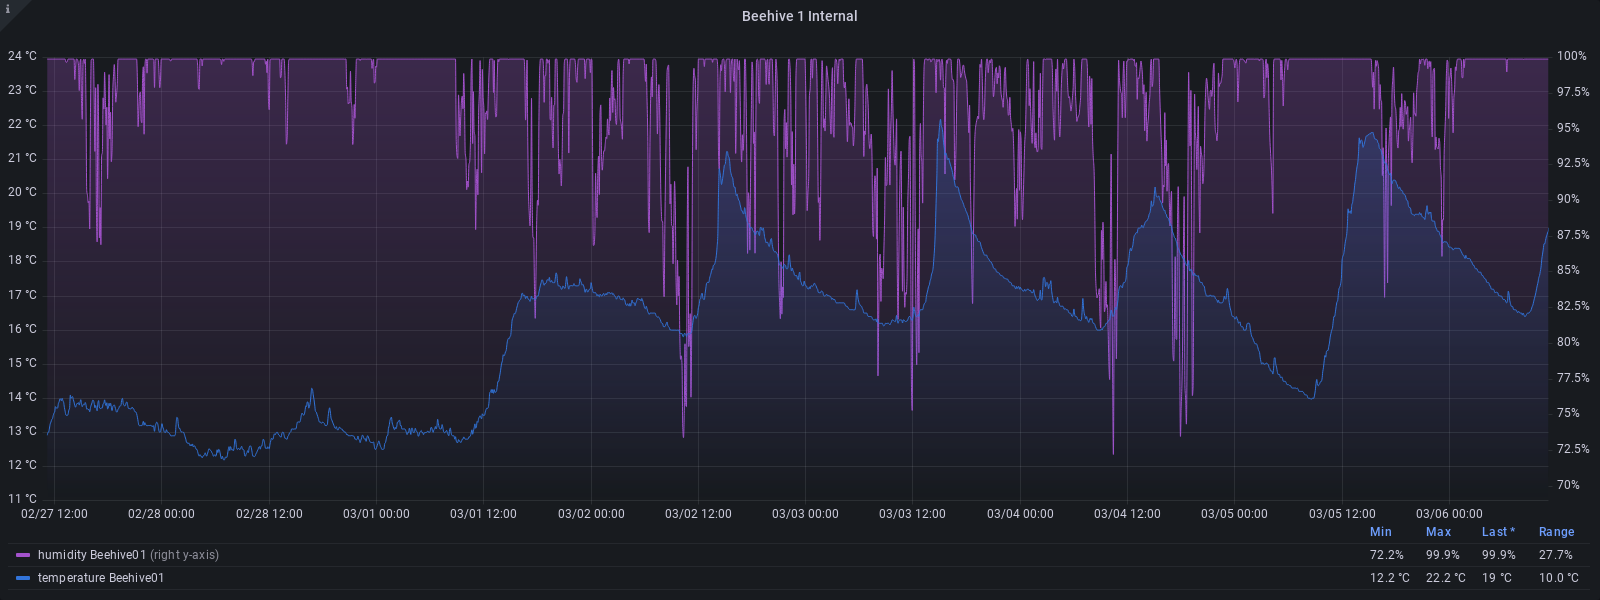 i
Beehive 1 Internal
24 °C 100%
23 °C 97.5%
22 °C 95%
21 °C 92.5%
20 °C 90%
19 °C 87.5%
18 °C 85%
17 °C 82.5%
16 °C 80%
15 °C 77.5%
14 °C 75%
13 °C 72.5%
12 °C 70%
11 °C
02/27 12:00 02/28 00:00 02/28 12:00 03/01 00:00 03/01 12:00 03/02 00:00 03/02 12:00 03/03 00:00 03/03 12:00 03/04 00:00 03/04 12:00 03/05 00:00 03/05 12:00 03/06 00:00
Min Max Last * Range
humidity Beehive01 (right y-axis) 72.2% 99.9% 99.9% 27.7%
temperature Beehive01 12.2 °C 22.2 °C 19 °C 10.0 °C